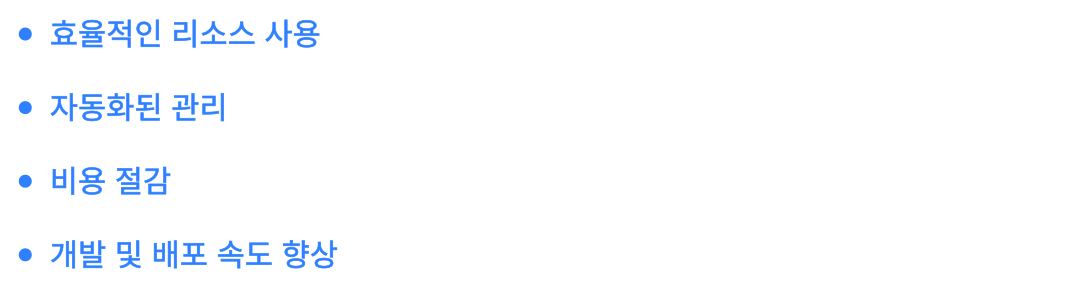 • 효율적인 리소스 사용
• 자동화된 관리
• 비용 절감
• 개발 및 배포 속도 향상